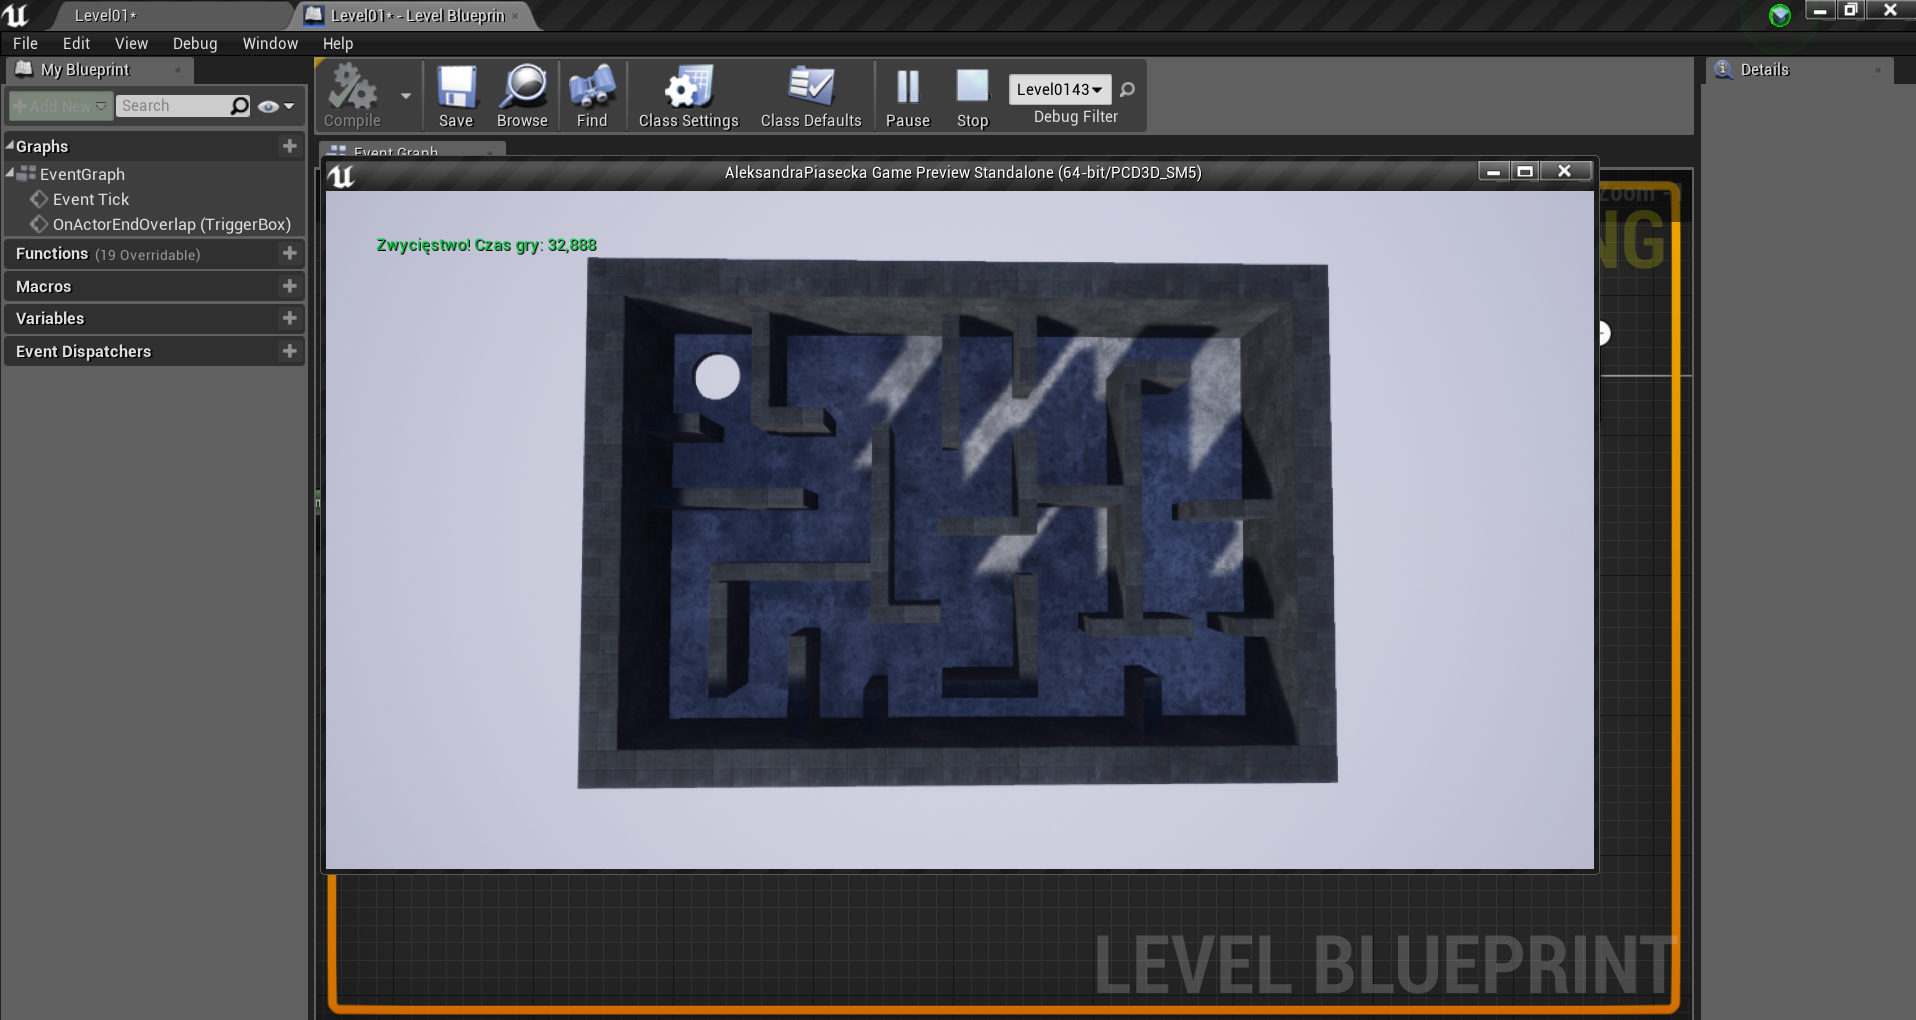 Level01*
Level01* - Level Blueprin
File Edit View Debug Window Help
My Blueprint
Details
Add New
Search
Compile
Save
Browse
Find
Class Settings
Class Defaults
Pause
Stop
Level0143
Debug Filter
Graphs
EventGraph
Event Tick
OnActorEndOverlap (TriggerBox)
Functions (19 Overridable)
Macros
Variables
Event Dispatchers
Event Graph
AleksandraPiasecka Game Preview Standalone (64-bit/PCD3D_SM5)
Zoom -1
NG
Zwycięstwo! Czas gry: 32,888
LEVEL BLUEPRINT